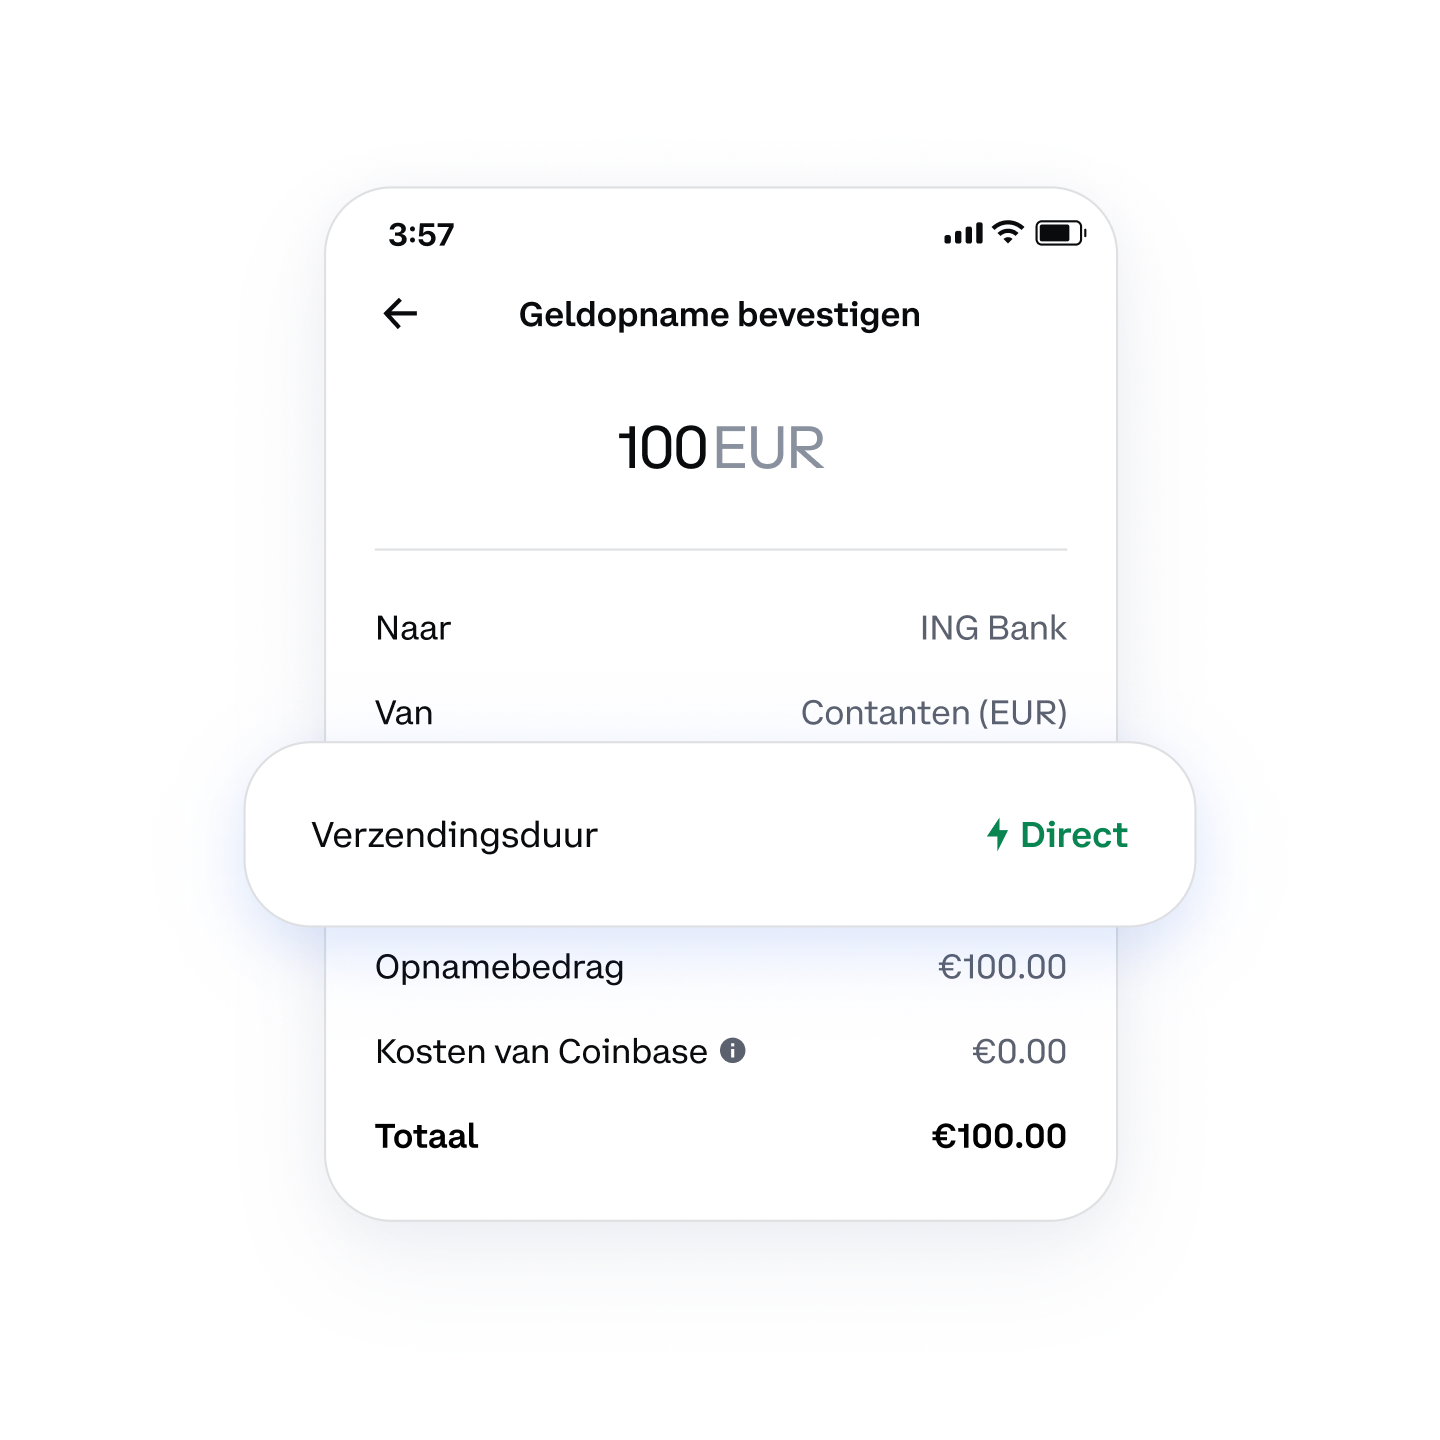 3:57
Geldopname bevestigen
100 EUR
Naar ING Bank
Van Contanten (EUR)
Verzendingsduur Direct
Opnamebedrag €100.00
Kosten van Coinbase €0.00
Totaal €100.00